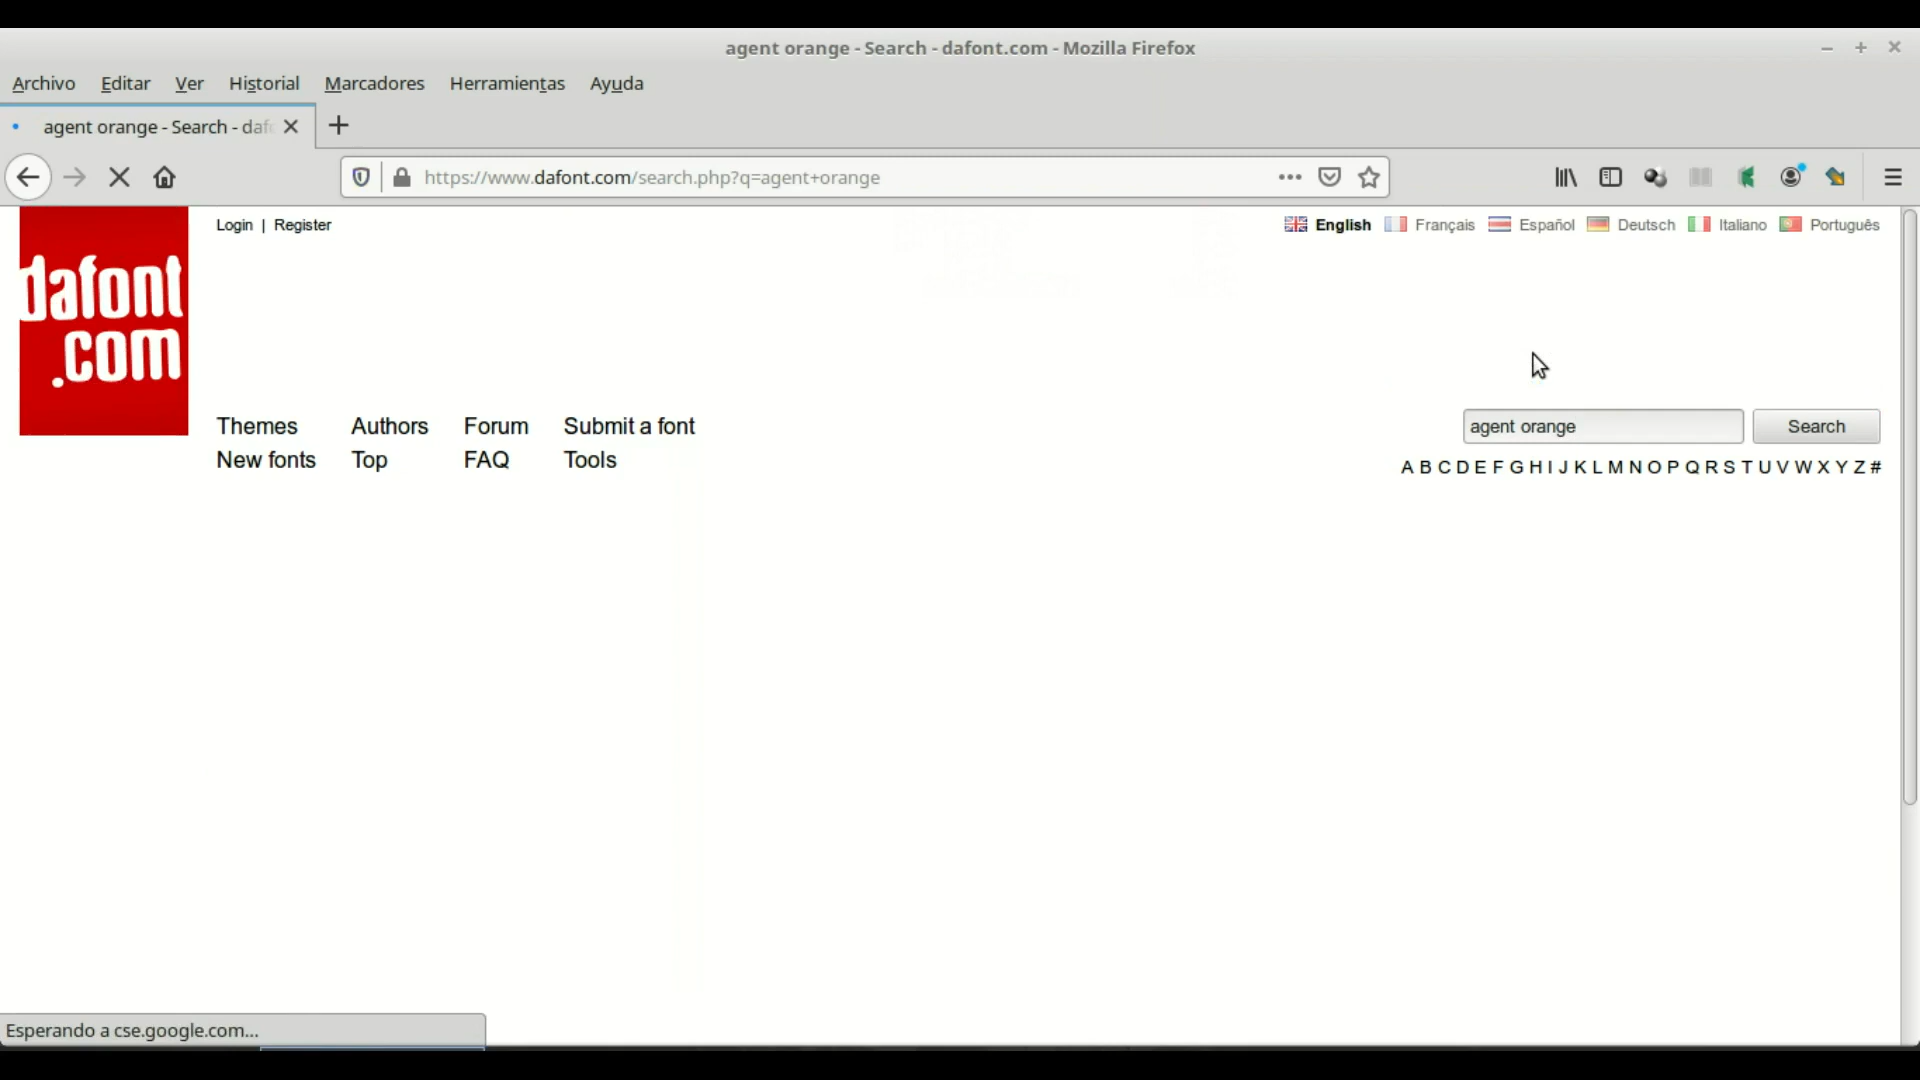 agent orange - Search - dafont.com - Mozilla Firefox
Archivo Editar Ver Historial Marcadores Herramientas Ayuda
agent orange - Search - daf
https://www.dafont.com/search.php?q=agent+orange
Login | Register
English Français Español Deutsch Italiano Português
dafont
.com
Themes Authors Forum Submit a font
agent orange Search
New fonts Top FAQ Tools
A B C D E F G H I J K L M N O P Q R S T U V W X Y Z #
Esperando a cse.google.com...